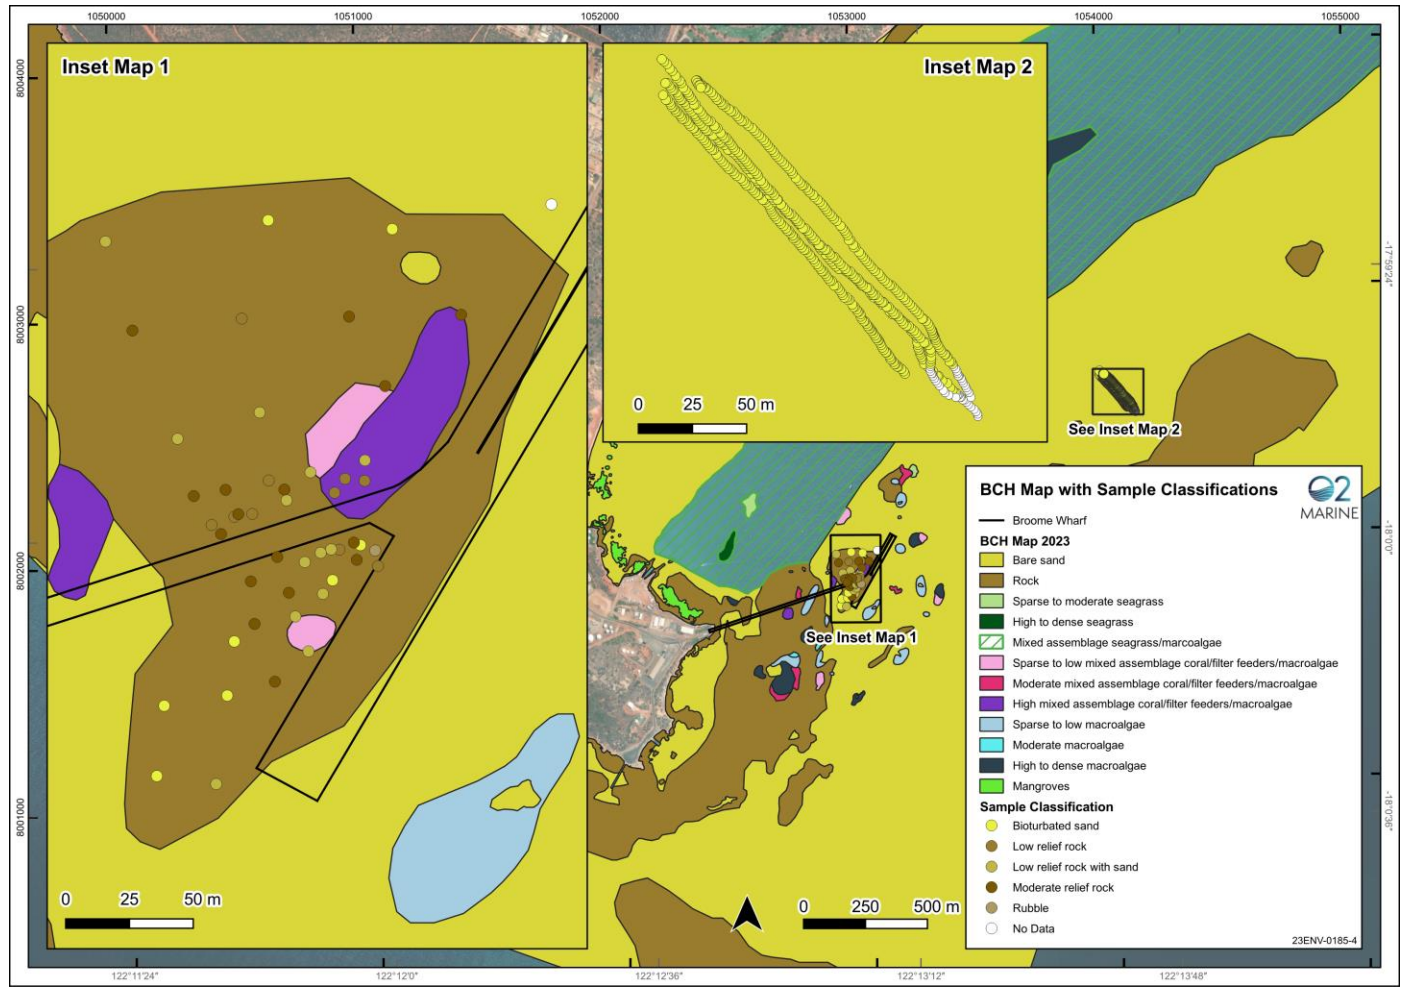 1050000
1051000
1052000
1053000
1054000
1055000
8004000
8003000
8002000
8001000
Inset Map 1
0 25 50 m
Inset Map 2
0 25 50 m
See Inset Map 2
See Inset Map 1
0 250 500 m
BCH Map with Sample Classifications
O2
MARINE
Broome Wharf
BCH Map 2023
Bare sand
Rock
Sparse to moderate seagrass
High to dense seagrass
Mixed assemblage seagrass/marcoalgae
Sparse to low mixed assemblage coral/filter feeders/macroalgae
Moderate mixed assemblage coral/filter feeders/macroalgae
High mixed assemblage coral/filter feeders/macroalgae
Sparse to low macroalgae
Moderate macroalgae
High to dense macroalgae
Mangroves
Sample Classification
Bioturbated sand
Low relief rock
Low relief rock with sand
Moderate relief rock
Rubble
No Data
23ENV-0185-4
-17°59'24"
-18°0'0"
-18°0'36"
122°11'24"
122°12'0"
122°12'36"
122°13'12"
122°13'48"